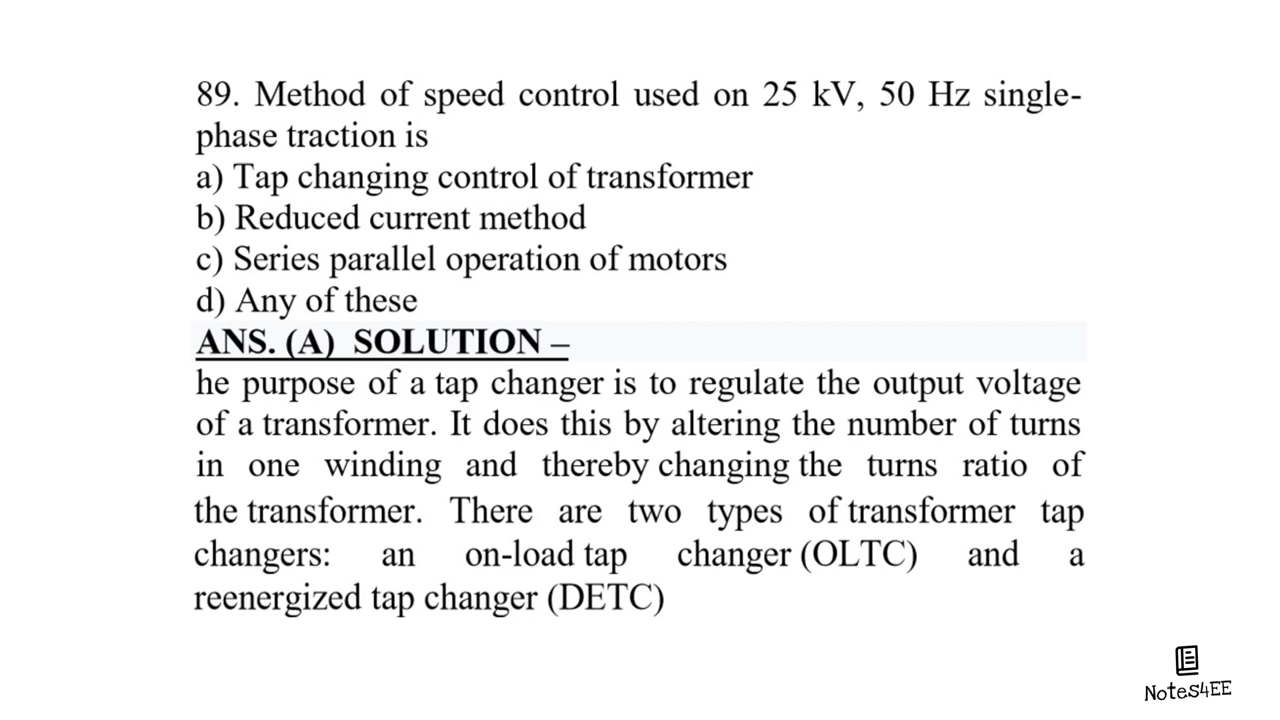 89. Method of speed control used on 25 kV, 50 Hz single-
phase traction is
a) Tap changing control of transformer
b) Reduced current method
c) Series parallel operation of motors
d) Any of these
ANS. (A) SOLUTION –
he purpose of a tap changer is to regulate the output voltage
of a transformer. It does this by altering the number of turns
in one winding and thereby changing the turns ratio of
the transformer. There are two types of transformer tap
changers: an on-load tap changer (OLTC) and a
reenergized tap changer (DETC)
Notes4EE